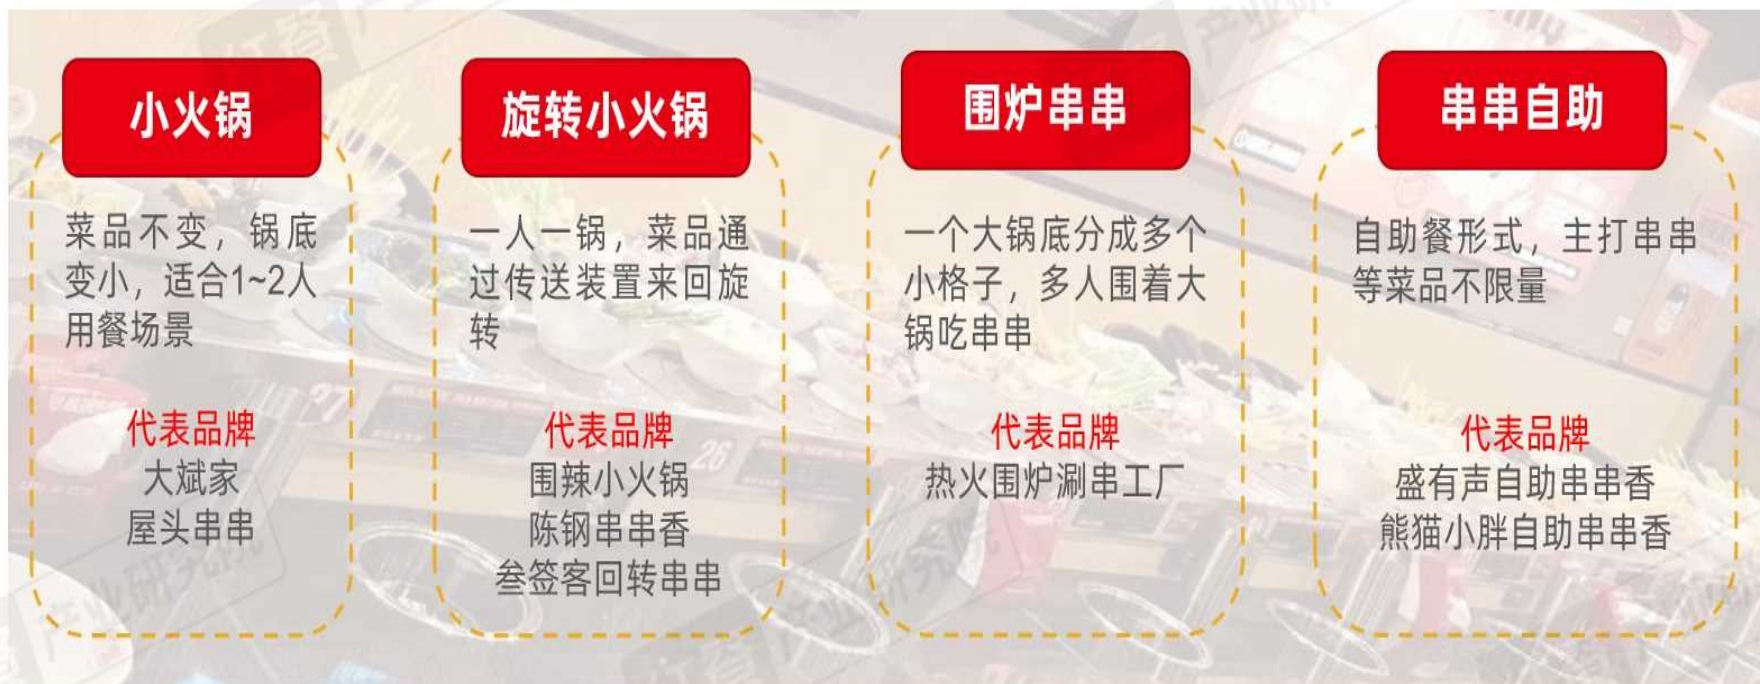 小火锅
菜品不变，锅底
变小，适合1~2人
用餐场景
代表品牌
大斌家
屋头串串
旋转小火锅
一人一锅，菜品通
过传送装置来回旋
转
代表品牌
围辣小火锅
陈钢串串香
叁签客回转串串
围炉串串
一个大锅底分成多个
小格子，多人围着大
锅吃串串
代表品牌
热火围炉涮串工厂
串串自助
自助餐形式，主打串串
等菜品不限量
代表品牌
盛有声自助串串香
熊猫小胖自助串串香
27
26